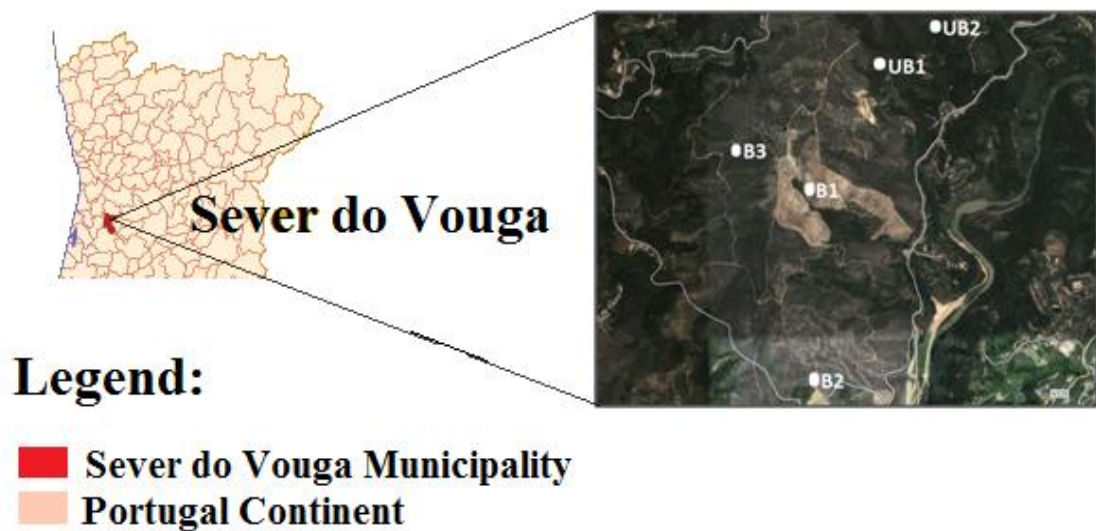 UB2
UB1
B3
B1
Sever do Vouga
B2
Legend:
Sever do Vouga Municipality
Portugal Continent